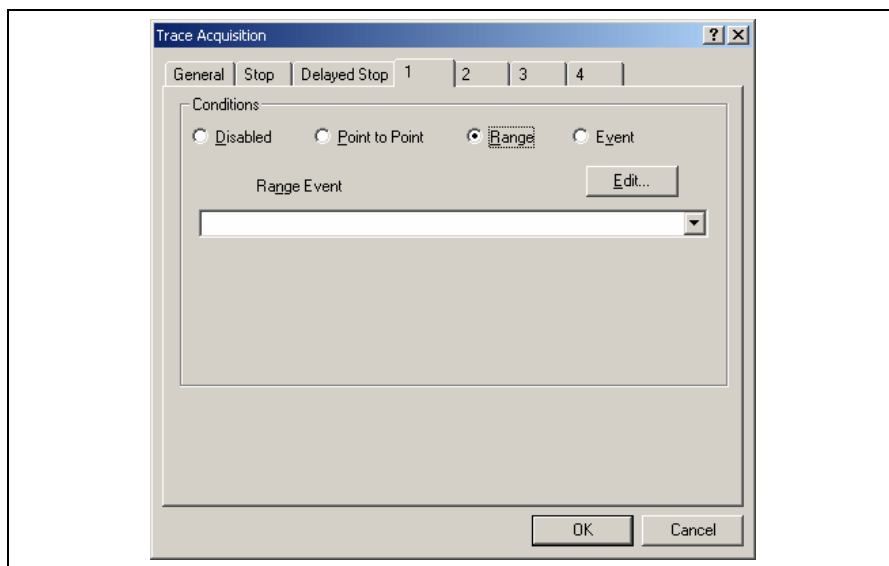 Trace Acquisition
General Stop Delayed Stop 1 2 3 4
Conditions
Disabled Point to Point Range Event
Range Event Edit...
OK Cancel